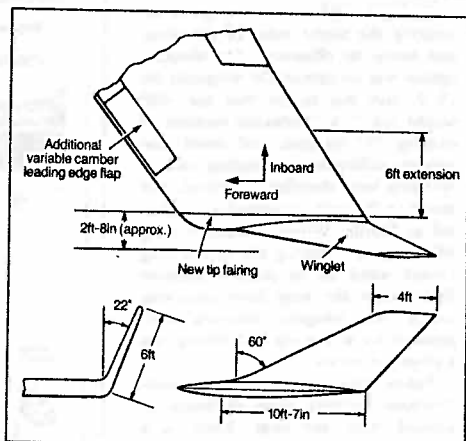 Additional
variable camber
leading edge flap
Inboard
Foreward
6ft extension
2ft-8in (approx.)
New tip fairing
Winglet
22°
6ft
60°
4ft
10ft-7in